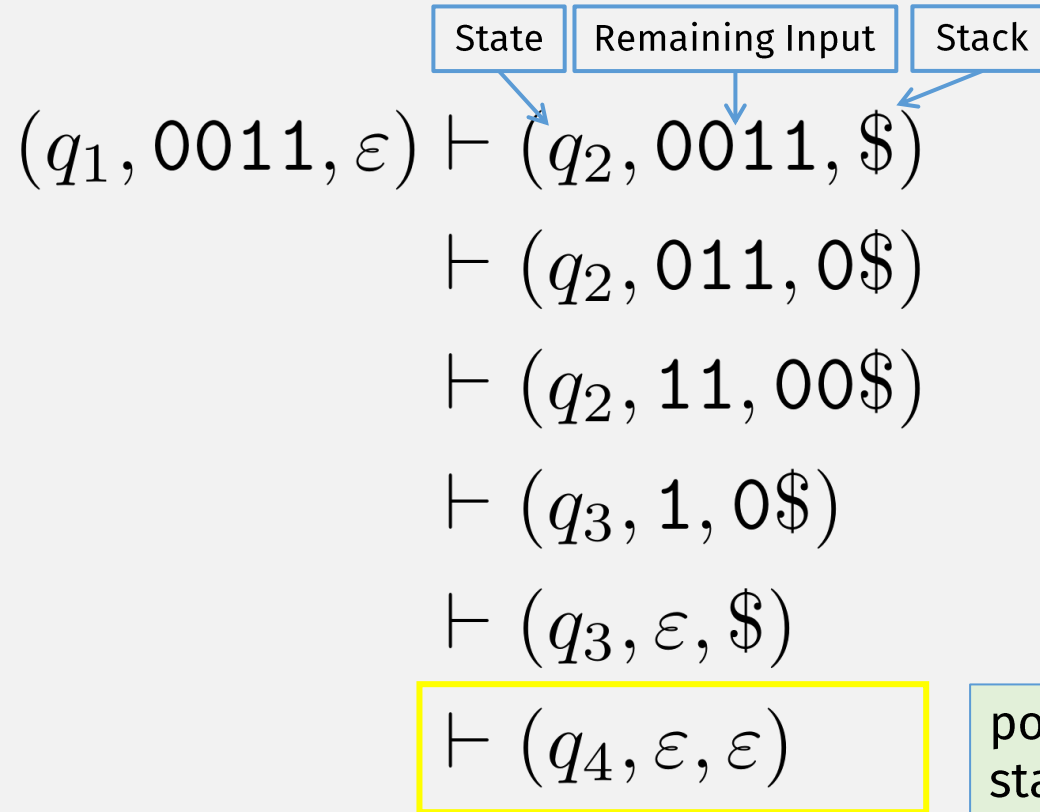 State Remaining Input Stack
(q₁, 0011, ε) ⊢ (q₂, 0011, $)
⊢ (q₂, 011, 0$)
⊢ (q₂, 11, 00$)
⊢ (q₃, 1, 0$)
⊢ (q₃, ε, $)
⊢ (q₄, ε, ε)